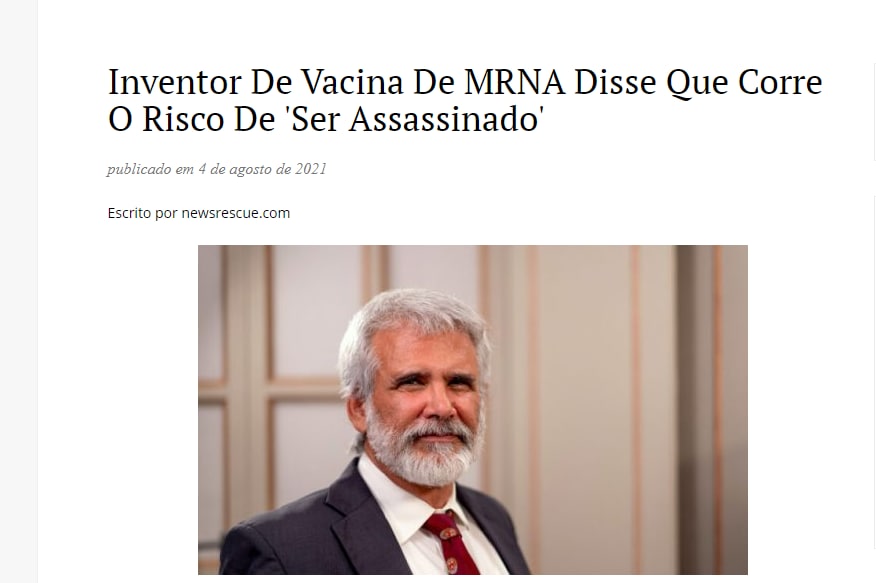 Inventor De Vacina De MRNA Disse Que Corre
O Risco De 'Ser Assassinado'
publicado em 4 de agosto de 2021
Escrito por newsrescue.com